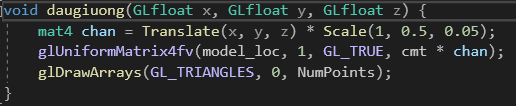 void daugiuong(GLfloat x, GLfloat y, GLfloat z) {
    mat4 chan = Translate(x, y, z) * Scale(1, 0.5, 0.05);
    glUniformMatrix4fv(model_loc, 1, GL_TRUE, cmt * chan);
    glDrawArrays(GL_TRIANGLES, 0, NumPoints);
}